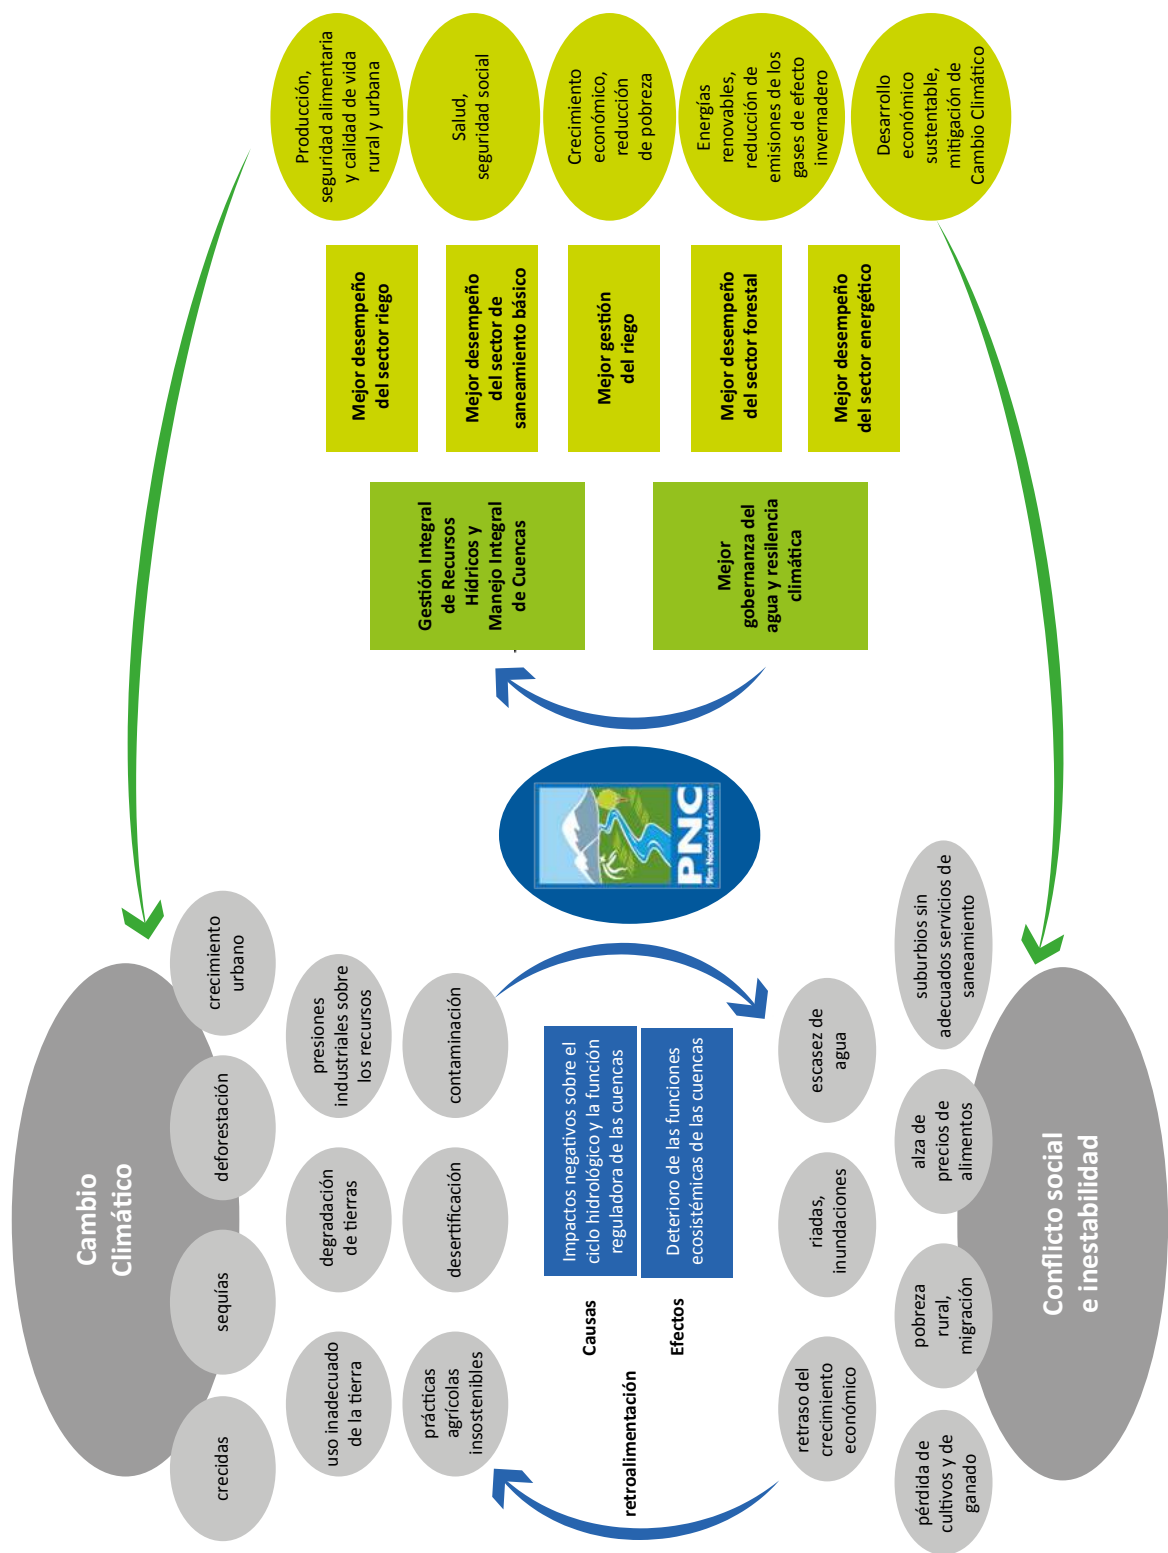 Cambio
Climático
crecidas
sequías
deforestación
crecimiento
urbano
uso inadecuado
de la tierra
degradación
de tierras
presiones
industriales sobre
los recursos
prácticas
agrícolas
insostenibles
desertificación
contaminación
Causas
Impactos negativos sobre el
ciclo hidrológico y la función
reguladora de las cuencas
retroalimentación
Efectos
Deterioro de las funciones
ecosistémicas de las cuencas
retraso del
crecimiento
económico
riadas,
inundaciones
escasez de
agua
pérdida de
cultivos y de
ganado
pobreza
rural,
migración
alza de
precios de
alimentos
suburbios sin
adecuados servicios de
saneamiento
Conflicto social
e inestabilidad
PNC
Plan Nacional de Cuencas
Gestión Integral
de Recursos
Hídricos y
Manejo Integral
de Cuencas
Mejor
gobernanza del
agua y resilencia
climática
Mejor desempeño
del sector riego
Mejor desempeño
del sector de
saneamiento básico
Mejor gestión
del riego
Mejor desempeño
del sector forestal
Mejor desempeño
del sector energético
Producción,
seguridad alimentaria
y calidad de vida
rural y urbana
Salud,
seguridad social
Crecimiento
económico,
reducción
de pobreza
Energías
renovables,
reducción de
emisiones de los
gases de efecto
invernadero
Desarrollo
económico
sustentable,
mitigación de
Cambio Climático